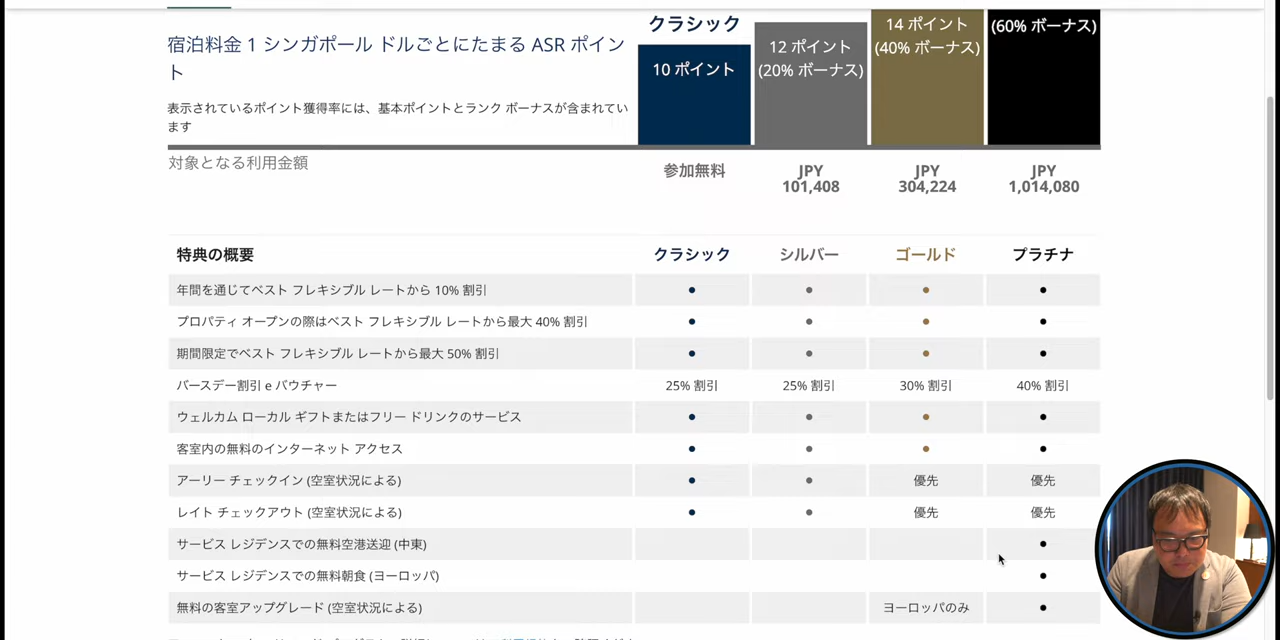 クラシック
宿泊料金 1 シンガポール ドルごとにたまる ASR ポイン
ト
10 ポイント
12 ポイント
(20% ボーナス)
14 ポイント
(40% ボーナス)
(60% ボーナス)
表示されているポイント獲得率には、基本ポイントとランク ボーナスが含まれてい
ます
対象となる利用金額
参加無料
JPY
101,408
JPY
304,224
JPY
1,014,080
特典の概要 クラシック シルバー ゴールド プラチナ
年間を通じてベスト フレキシブル レートから 10% 割引 • • • •
プロパティ オープンの際はベスト フレキシブル レートから最大 40% 割引 • • • •
期間限定でベスト フレキシブル レートから最大 50% 割引 • • • •
バースデー割引 e バウチャー 25% 割引 25% 割引 30% 割引 40% 割引
ウェルカム ローカル ギフトまたはフリー ドリンクのサービス • • • •
客室内の無料のインターネット アクセス • • • •
アーリー チェックイン (空室状況による) • • 優先 優先
レイト チェックアウト (空室状況による) • • 優先 優先
サービス レジデンスでの無料空港送迎 (中東) •
サービス レジデンスでの無料朝食 (ヨーロッパ) •
無料の客室アップグレード (空室状況による) ヨーロッパのみ •